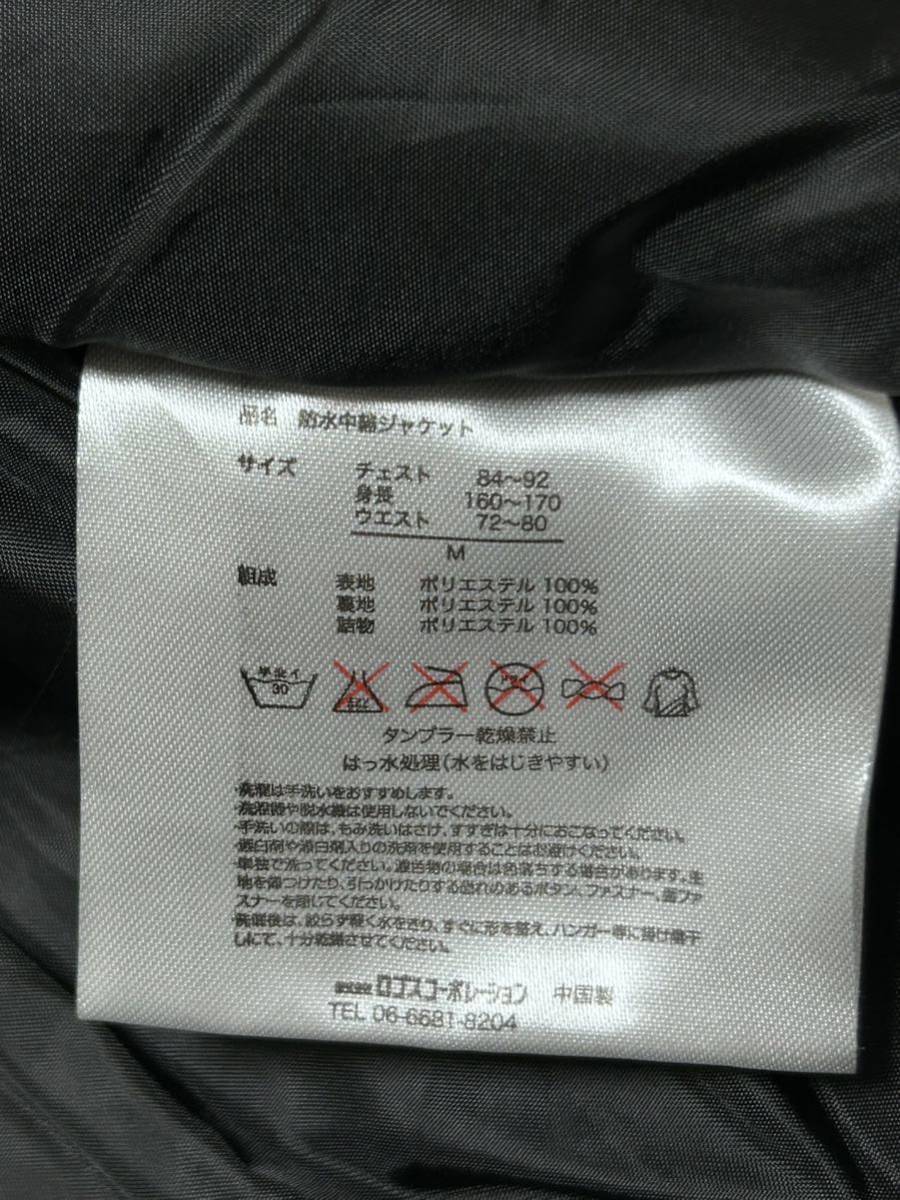 品名 防水中綿ジャケット
サイズ チェスト 84〜92
身長 160〜170
ウエスト 72〜80
M
組成 表地 ポリエステル 100%
裏地 ポリエステル 100%
詰物 ポリエステル 100%
手洗イ
30
タンブラー乾燥禁止
はっ水処理(水をはじきやすい)
・洗濯は手洗いをおすすめします。
・洗濯機や脱水機は使用しないでください。
・手洗いの際は、もみ洗いはさけ、すすぎは十分におこなってください。
・漂白剤や漂白剤入りの洗剤を使用することはお避けください。
・単独で洗ってください。濃色物の場合は色落ちする場合があります。生
地を傷つけたり、引っかけたりする恐れのあるボタン、ファスナー、面ファ
スナーを閉じてください。
・洗濯後は、絞らず軽く水をきり、すぐに形を整え、ハンガー等に掛け陰干
しにて、十分乾燥させてください。
株式会社 ロゴスコーポレーション 中国製
TEL 06-6681-8204